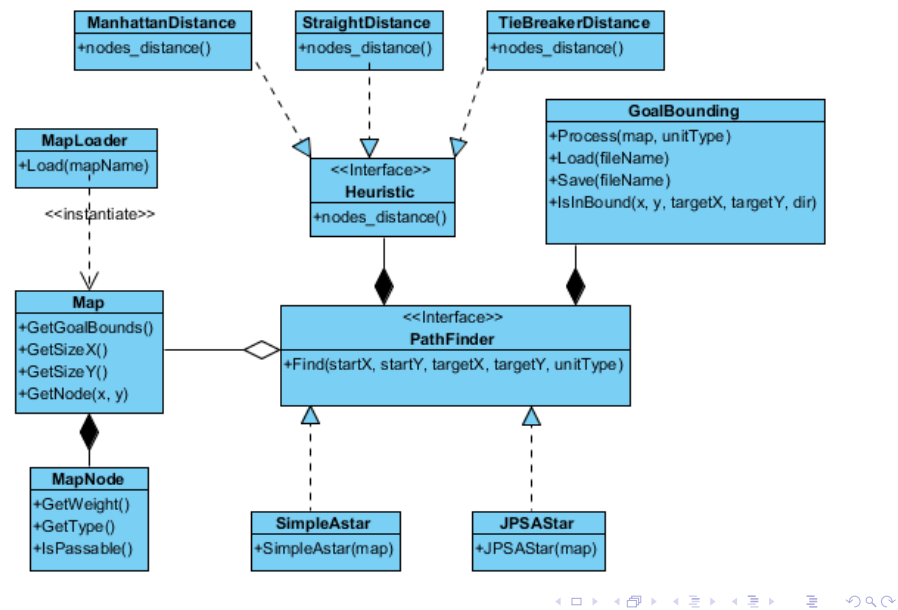 ManhattanDistance
+nodes_distance()
StraightDistance
+nodes_distance()
TieBreakerDistance
+nodes_distance()
GoalBounding
+Process(map, unitType)
+Load(fileName)
+Save(fileName)
+IsInBound(x, y, targetX, targetY, dir)
MapLoader
+Load(mapName)
<<instantiate>>
<<Interface>>
Heuristic
+nodes_distance()
Map
+GetGoalBounds()
+GetSizeX()
+GetSizeY()
+GetNode(x, y)
<<Interface>>
PathFinder
+Find(startX, startY, targetX, targetY, unitType)
MapNode
+GetWeight()
+GetType()
+IsPassable()
SimpleAstar
+SimpleAstar(map)
JPSAStar
+JPSAStar(map)